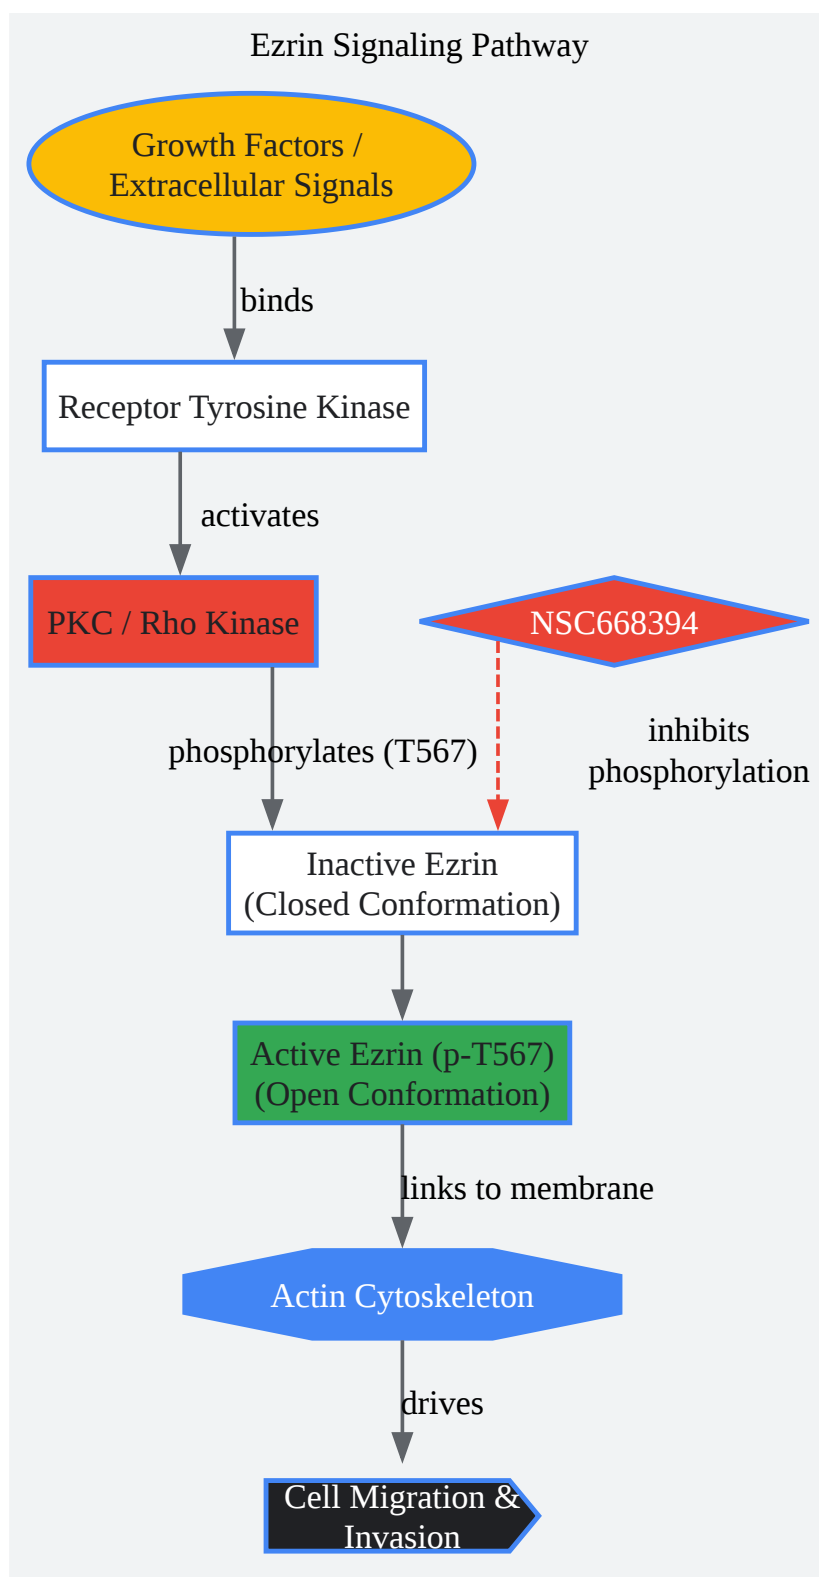 Ezrin Signaling Pathway
Growth Factors /
Extracellular Signals
binds
Receptor Tyrosine Kinase
activates
PKC / Rho Kinase
NSC668394
phosphorylates (T567)
inhibits
phosphorylation
Inactive Ezrin
(Closed Conformation)
Active Ezrin (p-T567)
(Open Conformation)
links to membrane
Actin Cytoskeleton
drives
Cell Migration &
Invasion